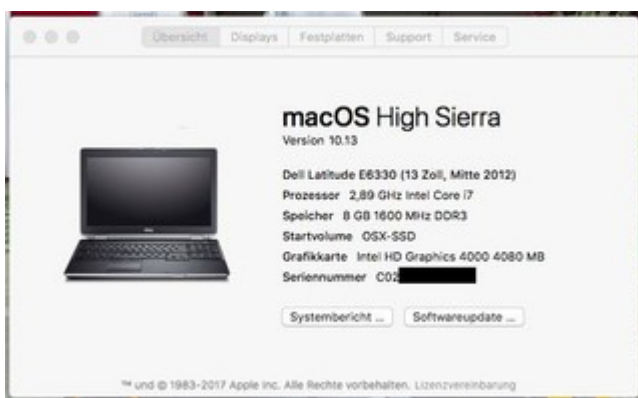 Übersicht Displays Festplatten Support Service
macOS High Sierra
Version 10.13
Dell Latitude E6330 (13 Zoll, Mitte 2012)
Prozessor 2,89 GHz Intel Core i7
Speicher 8 GB 1600 MHz DDR3
Startvolume OSX-SSD
Grafikkarte Intel HD Graphics 4000 4080 MB
Seriennummer C02
Systembericht ... Softwareupdate ...
™ und © 1983-2017 Apple Inc. Alle Rechte vorbehalten. Lizenzvereinbarung